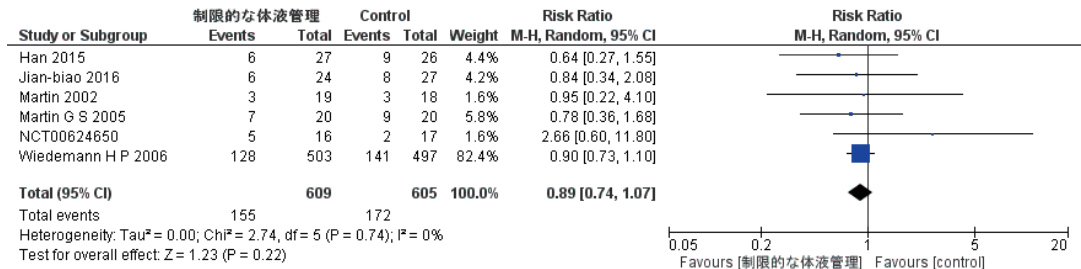 制限的な体液管理 Control Risk Ratio Risk Ratio
Study or Subgroup Events Total Events Total Weight M-H, Random, 95% CI M-H, Random, 95% CI
Han 2015 6 27 9 26 4.4% 0.64 [0.27, 1.55]
Jian-biao 2016 6 24 8 27 4.2% 0.84 [0.34, 2.08]
Martin 2002 3 19 3 18 1.6% 0.95 [0.22, 4.10]
Martin G S 2005 7 20 9 20 5.8% 0.78 [0.36, 1.68]
NCT00624650 5 16 2 17 1.6% 2.66 [0.60, 11.80]
Wiedemann H P 2006 128 503 141 497 82.4% 0.90 [0.73, 1.10]
Total (95% CI) 609 605 100.0% 0.89 [0.74, 1.07]
Total events 155 172
Heterogeneity: Tau² = 0.00; Chi² = 2.74, df = 5 (P = 0.74); I² = 0%
Test for overall effect: Z = 1.23 (P = 0.22)
0.05 0.2 1 5 20
Favours [制限的な体液管理] Favours [control]